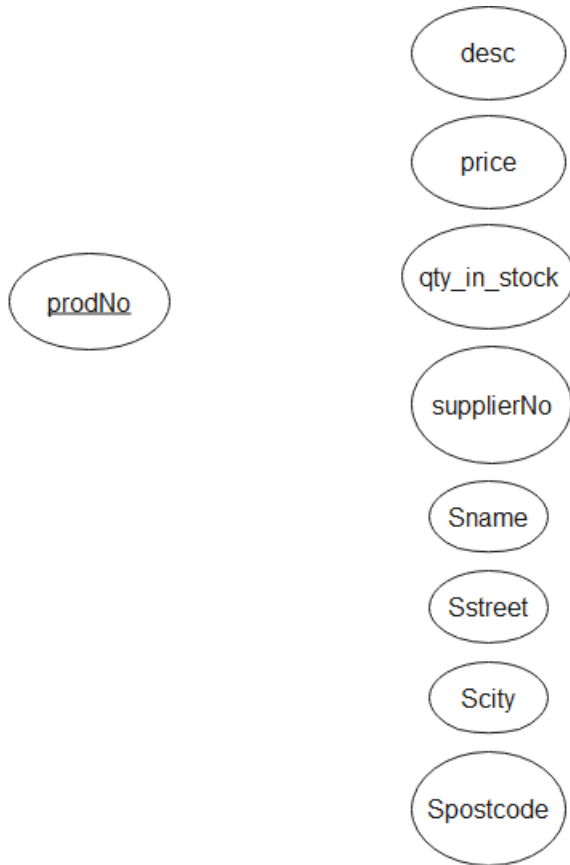 desc
price
qty_in_stock
prodNo
supplierNo
Sname
Sstreet
Scity
Spostcode